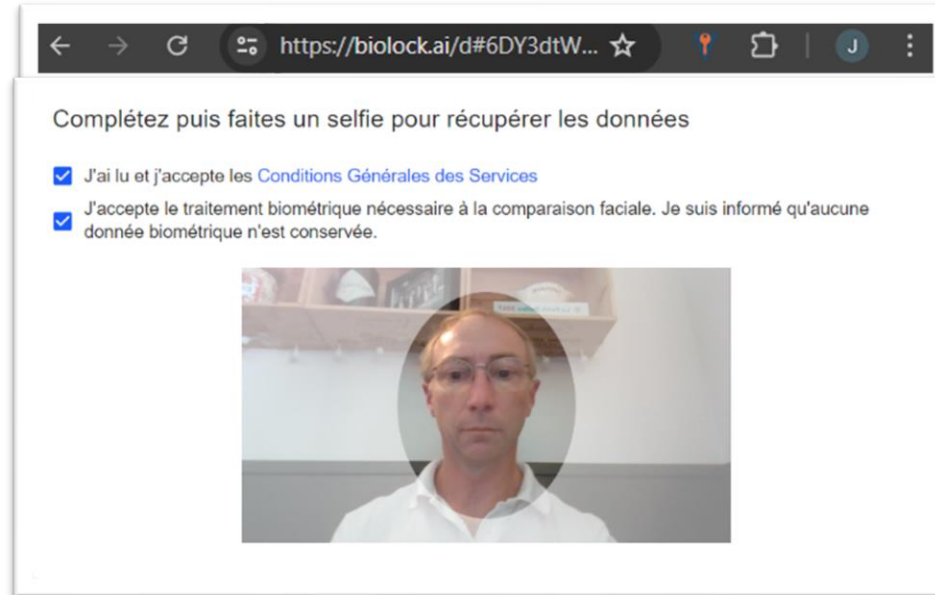 https://biolock.ai/d#6DY3dtW...
J
Complétez puis faites un selfie pour récupérer les données
J'ai lu et j'accepte les Conditions Générales des Services
J'accepte le traitement biométrique nécessaire à la comparaison faciale. Je suis informé qu'aucune
donnée biométrique n'est conservée.